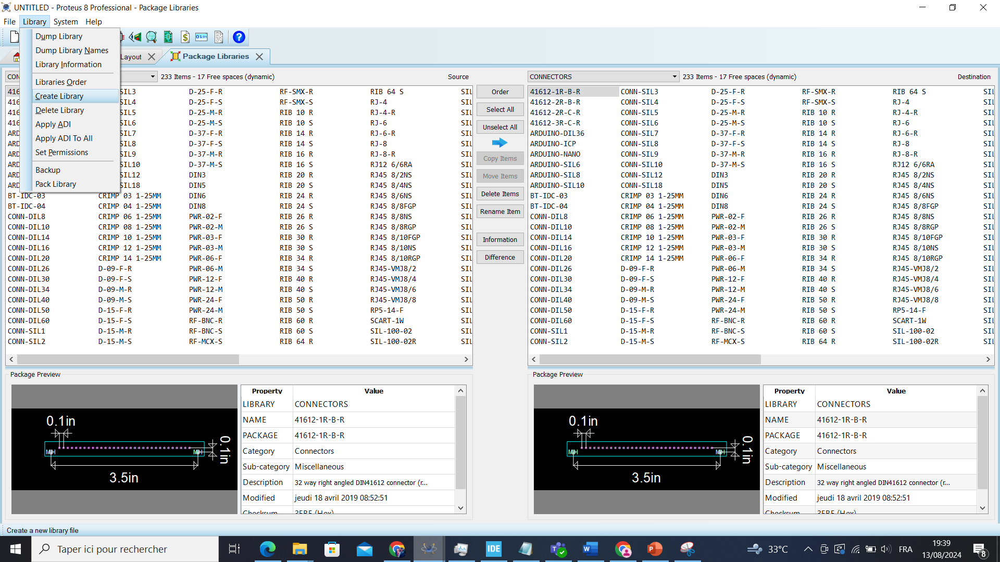 UNTITLED - Proteus 8 Professional - Package Libraries
File Library System Help
Dump Library
Dump Library Names
Library Information
Libraries Order
Create Library
Delete Library
Apply ADI
Apply ADI To All
Set Permissions
Backup
Pack Library
Layout
Package Libraries
CON
233 Items - 17 Free spaces (dynamic)
Source
416 SIL3 D-25-F-R RF-SMX-R RIB 64 S SIL
416 SIL4 D-25-F-S RF-SMX-S RJ-4 SIL
416 SIL5 D-25-M-R RIB 10 R RJ-4-R SIL
416 SIL6 D-25-M-S RIB 10 S RJ-6 SIL
ARD SIL7 D-37-F-R RIB 14 R RJ-6-R SIL
ARD SIL8 D-37-F-S RIB 14 S RJ-8 SIL
ARD SIL9 D-37-M-R RIB 16 R RJ-8-R SIL
ARD SIL10 D-37-M-S RIB 16 S RJ12 6/6RA SIL
ARD SIL12 DIN3 RIB 20 R RJ45 8/2NS SIL
ARD SIL18 DIN5 RIB 20 S RJ45 8/4NS SIL
BT-IDC-03 CRIMP 03 1-25MM DIN6 RIB 24 R RJ45 8/6NS SIL
BT-IDC-04 CRIMP 04 1-25MM DIN8 RIB 24 S RJ45 8/8FGP SIL
CONN-DIL8 CRIMP 06 1-25MM PWR-02-F RIB 26 R RJ45 8/8NS SIL
CONN-DIL10 CRIMP 08 1-25MM PWR-02-M RIB 26 S RJ45 8/8RGP SIL
CONN-DIL14 CRIMP 10 1-25MM PWR-03-F RIB 30 R RJ45 8/10FGP SIL
CONN-DIL16 CRIMP 12 1-25MM PWR-03-M RIB 30 S RJ45 8/10NS SIL
CONN-DIL20 CRIMP 14 1-25MM PWR-06-F RIB 34 R RJ45 8/10RGP SIL
CONN-DIL26 D-09-F-R PWR-06-M RIB 34 S RJ45-VMJ8/2 SIL
CONN-DIL30 D-09-F-S PWR-12-F RIB 40 R RJ45-VMJ8/4 SIL
CONN-DIL34 D-09-M-R PWR-12-M RIB 40 S RJ45-VMJ8/6 SIL
CONN-DIL40 D-09-M-S PWR-24-F RIB 50 R RJ45-VMJ8/8 SIL
CONN-DIL50 D-15-F-R PWR-24-M RIB 50 S RP5-14-F SIL
CONN-DIL60 D-15-F-S RF-BNC-R RIB 60 R SCART-1W SIL
CONN-SIL1 D-15-M-R RF-BNC-S RIB 60 S SIL-100-02 SIL
CONN-SIL2 D-15-M-S RF-MCX-S RIB 64 R SIL-100-02R SIL
Order
Select All
Unselect All
Copy Items
Move Items
Delete Items
Rename Item
Information
Difference
CONNECTORS
233 Items - 17 Free spaces (dynamic)
Destination
41612-1R-B-R CONN-SIL3 D-25-F-R RF-SMX-R RIB 64 S SIL
41612-2R-B-R CONN-SIL4 D-25-F-S RF-SMX-S RJ-4 SIL
41612-2R-C-R CONN-SIL5 D-25-M-R RIB 10 R RJ-4-R SIL
41612-3R-C-R CONN-SIL6 D-25-M-S RIB 10 S RJ-6 SIL
ARDUINO-DIL36 CONN-SIL7 D-37-F-R RIB 14 R RJ-6-R SIL
ARDUINO-ICP CONN-SIL8 D-37-F-S RIB 14 S RJ-8 SIL
ARDUINO-NANO CONN-SIL9 D-37-M-R RIB 16 R RJ-8-R SIL
ARDUINO-SIL6 CONN-SIL10 D-37-M-S RIB 16 S RJ12 6/6RA SIL
ARDUINO-SIL8 CONN-SIL12 DIN3 RIB 20 R RJ45 8/2NS SIL
ARDUINO-SIL10 CONN-SIL18 DIN5 RIB 20 S RJ45 8/4NS SIL
BT-IDC-03 CRIMP 03 1-25MM DIN6 RIB 24 R RJ45 8/6NS SIL
BT-IDC-04 CRIMP 04 1-25MM DIN8 RIB 24 S RJ45 8/8FGP SIL
CONN-DIL8 CRIMP 06 1-25MM PWR-02-F RIB 26 R RJ45 8/8NS SIL
CONN-DIL10 CRIMP 08 1-25MM PWR-02-M RIB 26 S RJ45 8/8RGP SIL
CONN-DIL14 CRIMP 10 1-25MM PWR-03-F RIB 30 R RJ45 8/10FGP SIL
CONN-DIL16 CRIMP 12 1-25MM PWR-03-M RIB 30 S RJ45 8/10NS SIL
CONN-DIL20 CRIMP 14 1-25MM PWR-06-F RIB 34 R RJ45 8/10RGP SIL
CONN-DIL26 D-09-F-R PWR-06-M RIB 34 S RJ45-VMJ8/2 SIL
CONN-DIL30 D-09-F-S PWR-12-F RIB 40 R RJ45-VMJ8/4 SIL
CONN-DIL34 D-09-M-R PWR-12-M RIB 40 S RJ45-VMJ8/6 SIL
CONN-DIL40 D-09-M-S PWR-24-F RIB 50 R RJ45-VMJ8/8 SIL
CONN-DIL50 D-15-F-R PWR-24-M RIB 50 S RP5-14-F SIL
CONN-DIL60 D-15-F-S RF-BNC-R RIB 60 R SCART-1W SIL
CONN-SIL1 D-15-M-R RF-BNC-S RIB 60 S SIL-100-02 SIL
CONN-SIL2 D-15-M-S RF-MCX-S RIB 64 R SIL-100-02R SIL
Package Preview
0.1in
0.1in
MH MH
3.5in
Property Value
LIBRARY CONNECTORS
NAME 41612-1R-B-R
PACKAGE 41612-1R-B-R
Category Connectors
Sub-category Miscellaneous
Description 32 way right angled DIN41612 connector (r...
Modified jeudi 18 avril 2019 08:52:51
Checksum (Hex)
Package Preview
0.1in
0.1in
MH MH
3.5in
Property Value
LIBRARY CONNECTORS
NAME 41612-1R-B-R
PACKAGE 41612-1R-B-R
Category Connectors
Sub-category Miscellaneous
Description 32 way right angled DIN41612 connector (r...
Modified jeudi 18 avril 2019 08:52:51
Checksum (Hex)
Create a new library file
Taper ici pour rechercher
IDE
33°C
FRA
19:39
13/08/2024
8